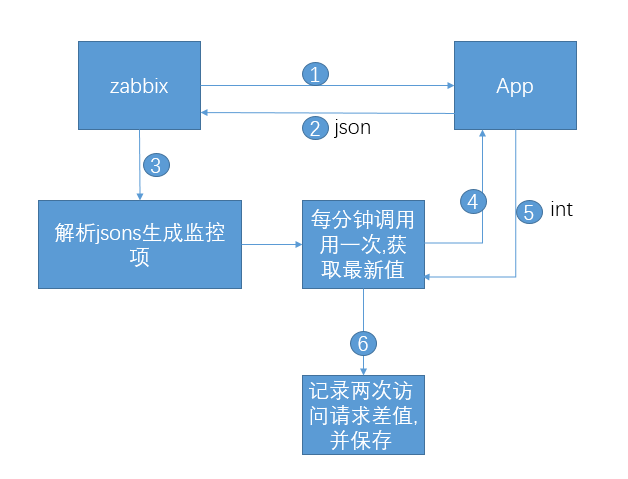 zabbix
1
App
2 json
3
解析jsons生成监控
项
每分钟调用
用一次,获
取最新值
4
5 int
6
记录两次访
问请求差值,
并保存